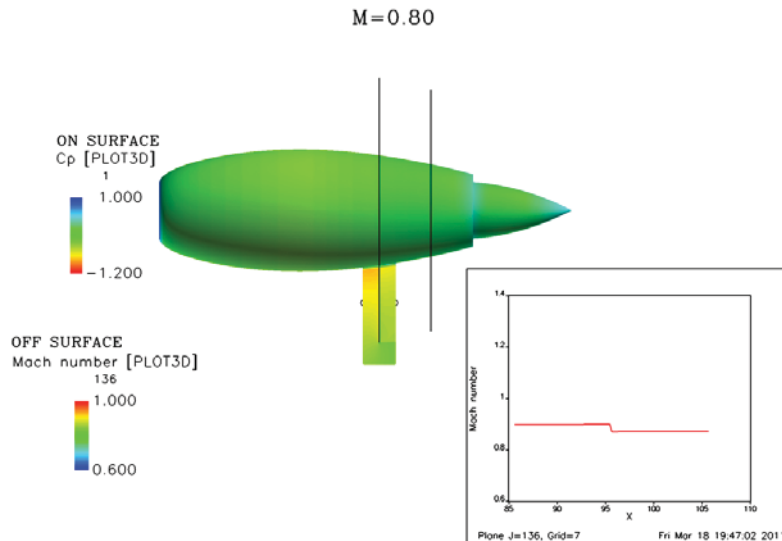 M=0.80
ON SURFACE
Cp [PLOT3D]
1
1.000
-1.200
OFF SURFACE
Mach number [PLOT3D]
136
1.000
0.600
1.4
1.2
1
0.8
0.6
Mach number
85
90
95
100
105
110
X
Plane J=136, Grid=7
Fri Mar 18 19:47:02 201